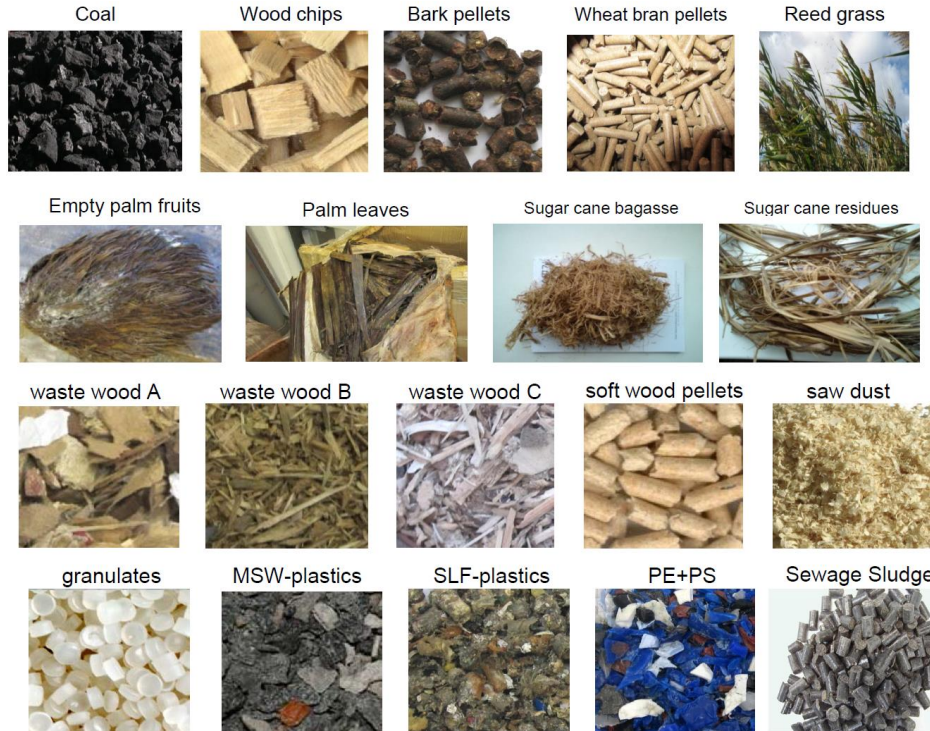 Coal
Wood chips
Bark pellets
Wheat bran pellets
Reed grass
Empty palm fruits
Palm leaves
Sugar cane bagasse
Sugar cane residues
waste wood A
waste wood B
waste wood C
soft wood pellets
saw dust
granulates
MSW-plastics
SLF-plastics
PE+PS
Sewage Sludge